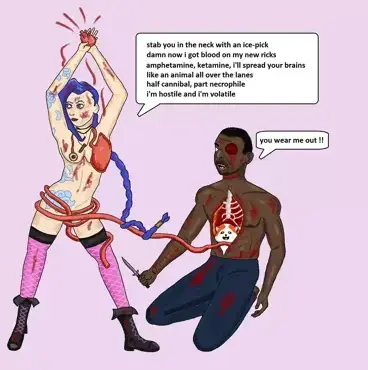 stab you in the neck with an ice-pick
damn now i got blood on my new ricks
amphetamine, ketamine, i'll spread your brains
like an animal all over the lanes
half cannibal, part necrophile
i'm hostile and i'm volatile
you wear me out !!